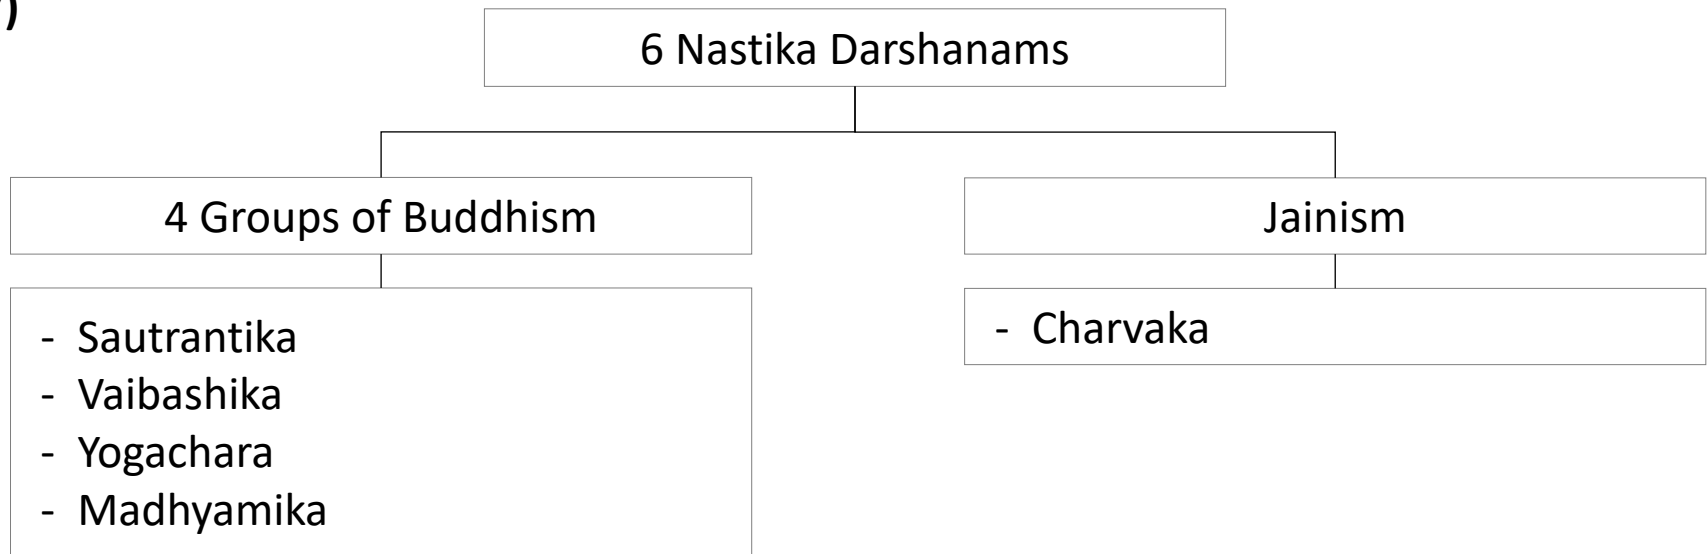 6 Nastika Darshanams
4 Groups of Buddhism
Jainism
- Sautrantika
- Vaibashika
- Yogachara
- Madhyamika
- Charvaka